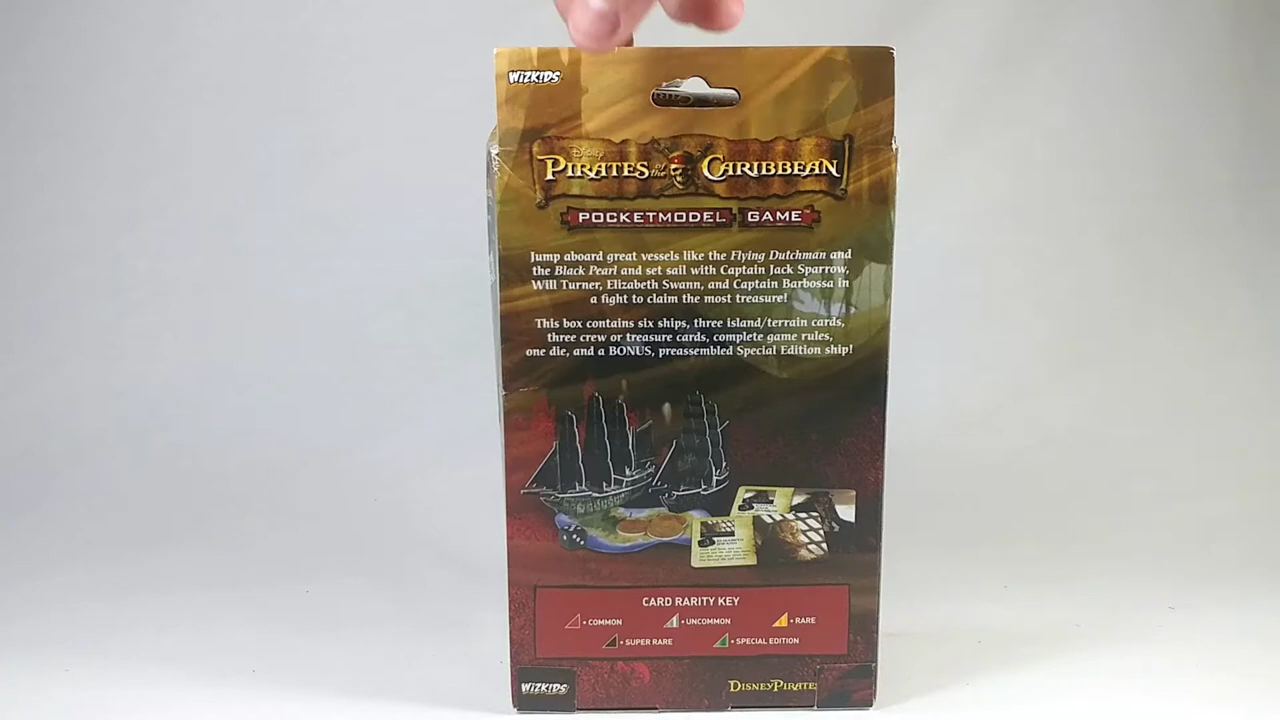 WIZKIDS
DISNEY
PIRATES of the CARIBBEAN
POCKETMODEL GAME™
Jump aboard great vessels like the Flying Dutchman and
the Black Pearl and set sail with Captain Jack Sparrow,
Will Turner, Elizabeth Swann, and Captain Barbossa in
a fight to claim the most treasure!
This box contains six ships, three island/terrain cards,
three crew or treasure cards, complete game rules,
one die, and a BONUS, preassembled Special Edition ship!
CARD RARITY KEY
= COMMON = UNCOMMON = RARE
= SUPER RARE = SPECIAL EDITION
WIZKIDS DISNEYPIRATES